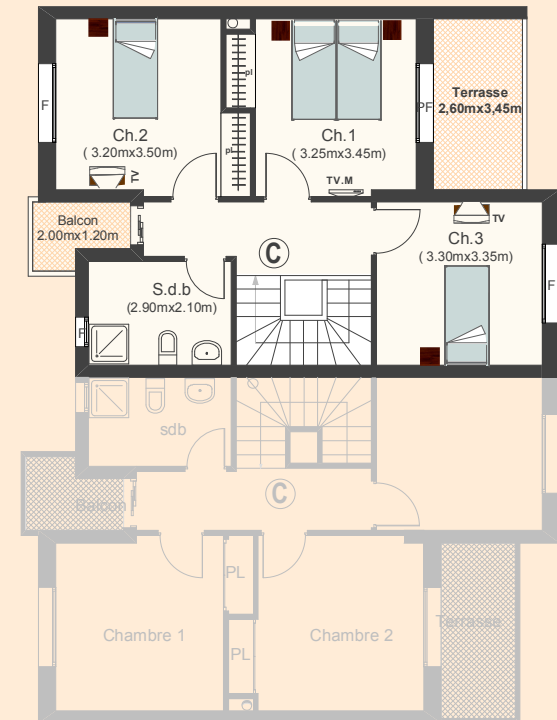 pl
F
PF
Terrasse
2,60mx3,45m
Ch.2
( 3.20mx3.50m)
Ch.1
( 3.25mx3.45m)
pl
TV
TV.M
Balcon
2.00mx1.20m
TV
Ch.3
( 3.30mx3.35m)
C
S.d.b
(2.90mx2.10m)
F
F
sdb
C
Balcon
PL
Chambre 1
Chambre 2
Terrasse
PL